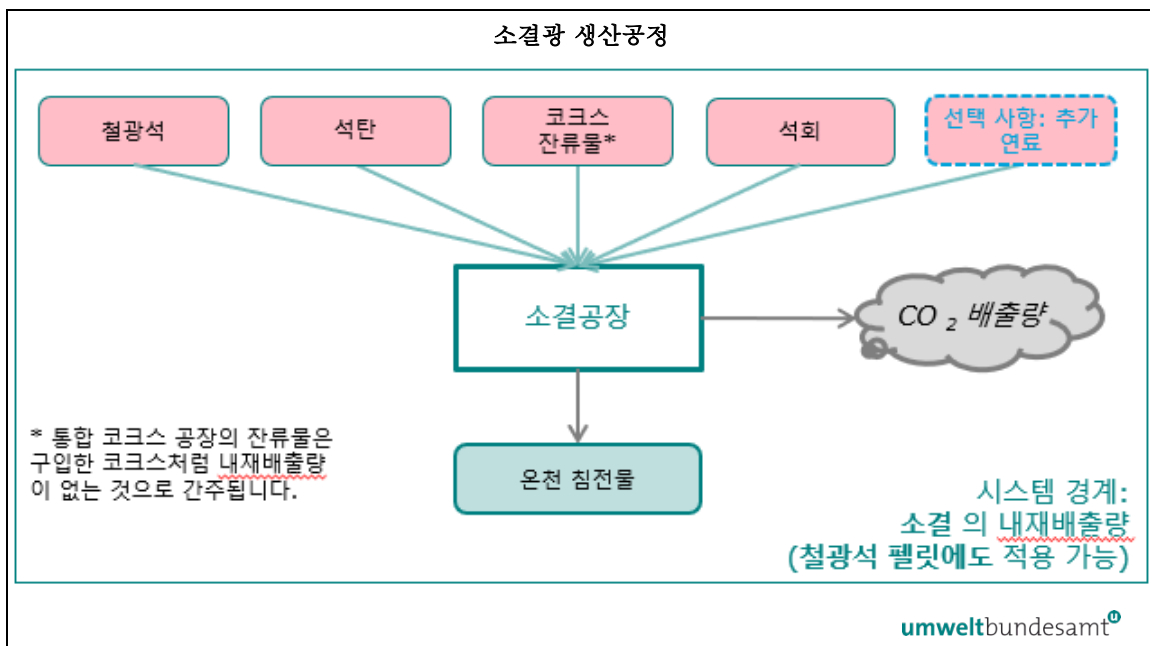 소결광 생산공정
철광석
석탄
코크스
잔류물*
석회
선택 사항: 추가
연료
소결공장
CO 2 배출량
* 통합 코크스 공장의 잔류물은
구입한 코크스처럼 내재배출량
이 없는 것으로 간주됩니다.
온천 침전물
시스템 경계:
소결 의 내재배출량
(철광석 펠릿에도 적용 가능)
umweltbundesamt